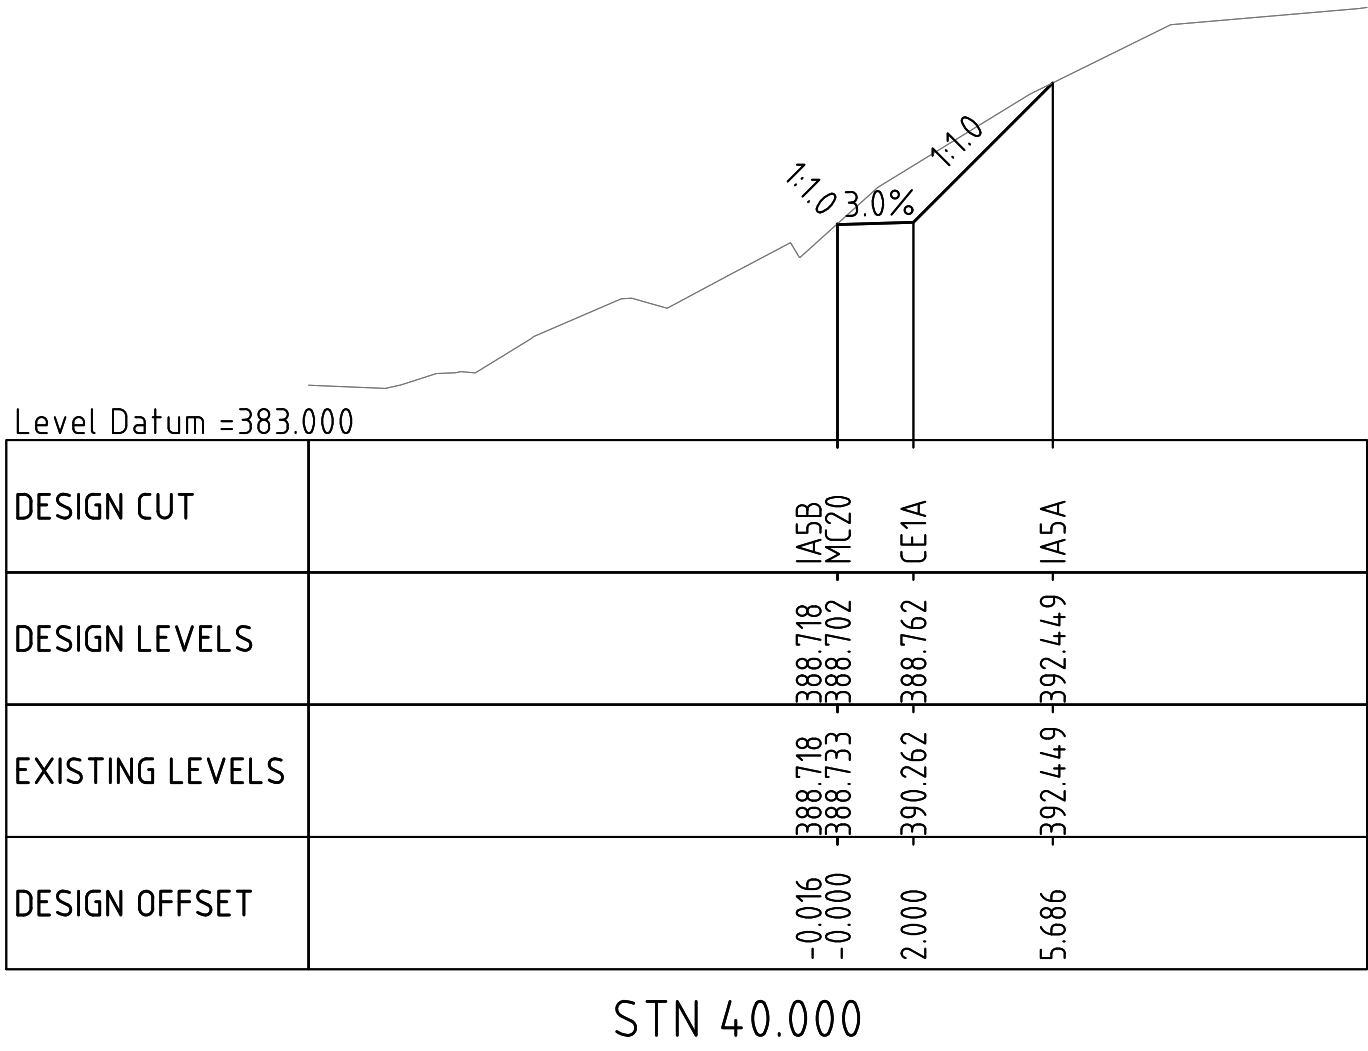 1:1.0
1:1.0
3.0%
Level Datum =383.000
DESIGN CUT
IA5B
MC20
CE1A
IA5A
DESIGN LEVELS
388.718
388.702
388.762
392.449
EXISTING LEVELS
388.718
388.733
390.262
392.449
DESIGN OFFSET
-0.016
-0.000
2.000
5.686
STN 40.000